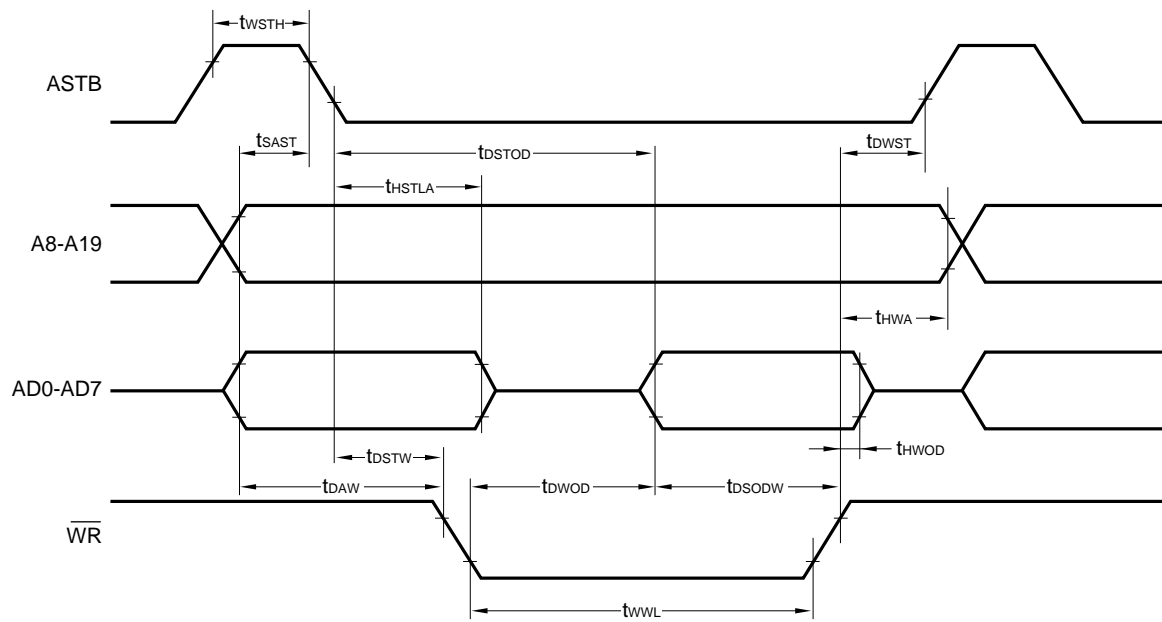 tWSTH
ASTB
tSAST
tDSTOD
tDWST
tHSTLA
A8-A19
tHWA
AD0-AD7
tHWOD
tDSTW
tDAW
tDWOD
tDSODW
WR
tWWL